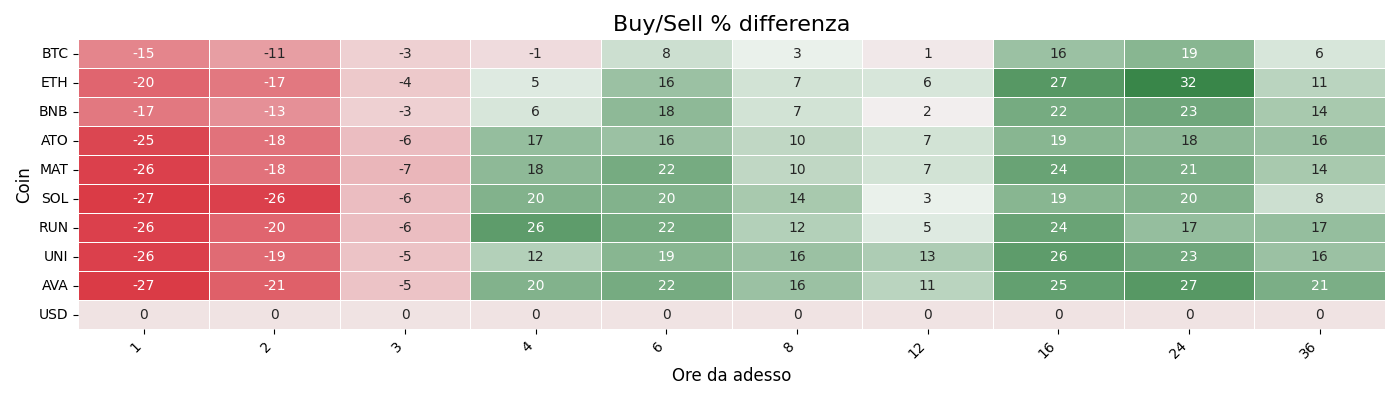 Buy/Sell % differenza
Coin
BTC -15 -11 -3 -1 8 3 1 16 19 6
ETH -20 -17 -4 5 16 7 6 27 32 11
BNB -17 -13 -3 6 18 7 2 22 23 14
ATO -25 -18 -6 17 16 10 7 19 18 16
MAT -26 -18 -7 18 22 10 7 24 21 14
SOL -27 -26 -6 20 20 14 3 19 20 8
RUN -26 -20 -6 26 22 12 5 24 17 17
UNI -26 -19 -5 12 19 16 13 26 23 16
AVA -27 -21 -5 20 22 16 11 25 27 21
USD 0 0 0 0 0 0 0 0 0 0
1 2 3 4 6 8 12 16 24 36
Ore da adesso